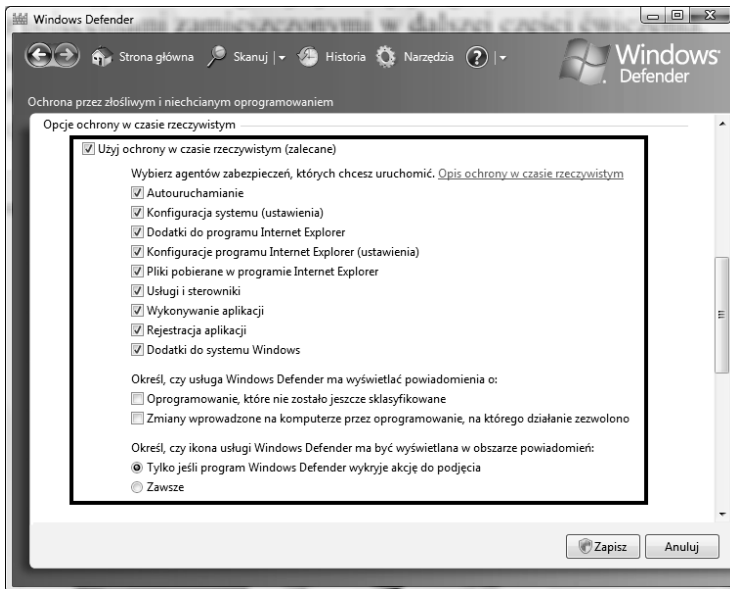 Windows Defender
zamieszczonymi w dalszej części ćwiczenia
Strona główna Skanuj Historia Narzędzia
Windows
Defender
Ochrona przez złośliwym i niechcianym oprogramowaniem
Opcje ochrony w czasie rzeczywistym
Użyj ochrony w czasie rzeczywistym (zalecane)
Wybierz agentów zabezpieczeń, których chcesz uruchomić. Opis ochrony w czasie rzeczywistym
Autouruchamianie
Konfiguracja systemu (ustawienia)
Dodatki do programu Internet Explorer
Konfiguracje programu Internet Explorer (ustawienia)
Pliki pobierane w programie Internet Explorer
Usługi i sterowniki
Wykonywanie aplikacji
Rejestracja aplikacji
Dodatki do systemu Windows
Określ, czy usługa Windows Defender ma wyświetlać powiadomienia o:
Oprogramowanie, które nie zostało jeszcze sklasyfikowane
Zmiany wprowadzone na komputerze przez oprogramowanie, na którego działanie zezwolono
Określ, czy ikona usługi Windows Defender ma być wyświetlana w obszarze powiadomień:
Tylko jeśli program Windows Defender wykryje akcję do podjęcia
Zawsze
Zapisz Anuluj